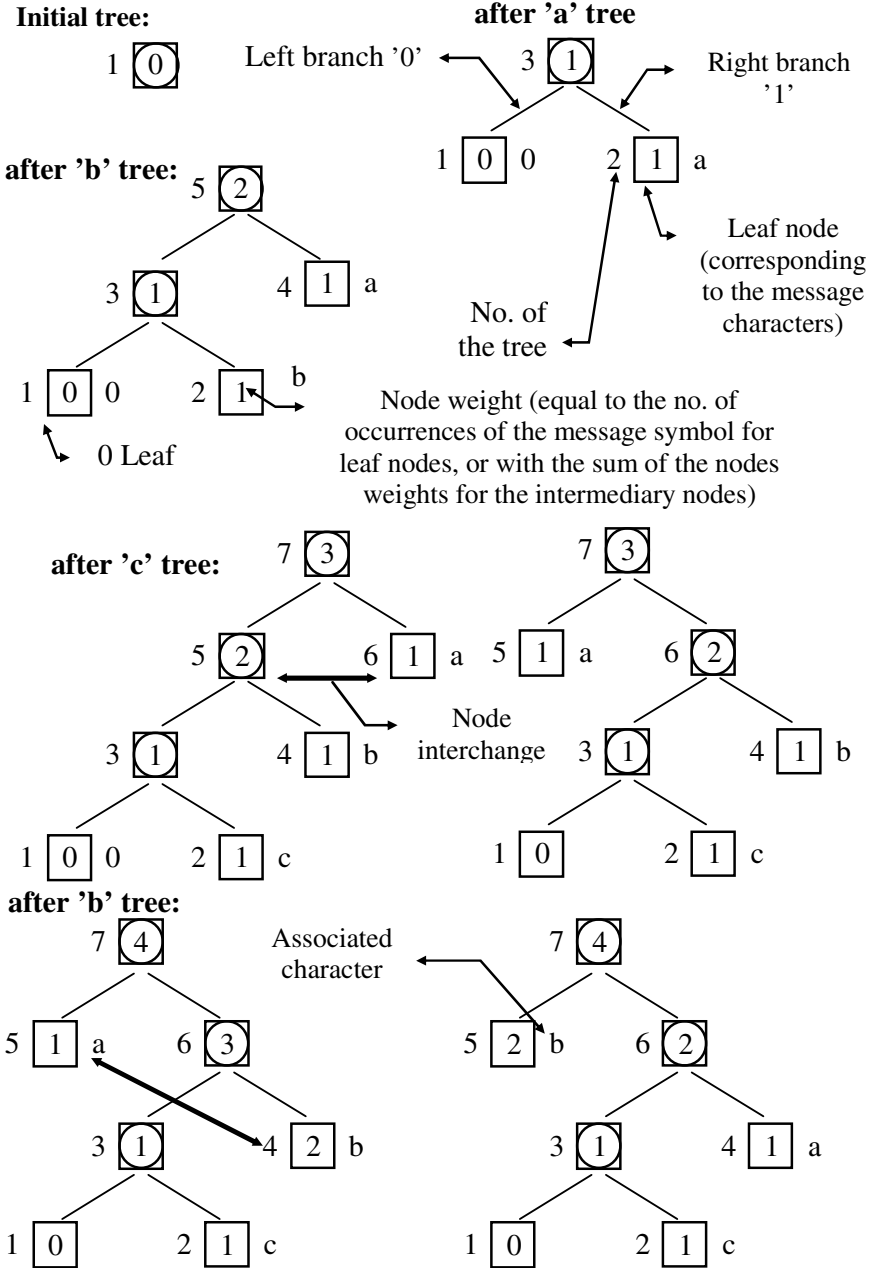 Initial tree:
1 0
after 'a' tree
Left branch '0'
3 1
Right branch
'1'
1 0 0
2 1 a
Leaf node
(corresponding
to the message
characters)
No. of
the tree
after 'b' tree:
5 2
3 1
4 1 a
1 0 0
2 1 b
0 Leaf
Node weight (equal to the no. of
occurrences of the message symbol for
leaf nodes, or with the sum of the nodes
weights for the intermediary nodes)
after 'c' tree:
7 3
5 2
6 1 a
Node
interchange
3 1
4 1 b
1 0 0
2 1 c
7 3
5 1 a
6 2
3 1
4 1 b
1 0
2 1 c
after 'b' tree:
7 4
5 1 a
6 3
3 1
4 2 b
1 0
2 1 c
Associated
character
7 4
5 2 b
6 2
3 1
4 1 a
1 0
2 1 c